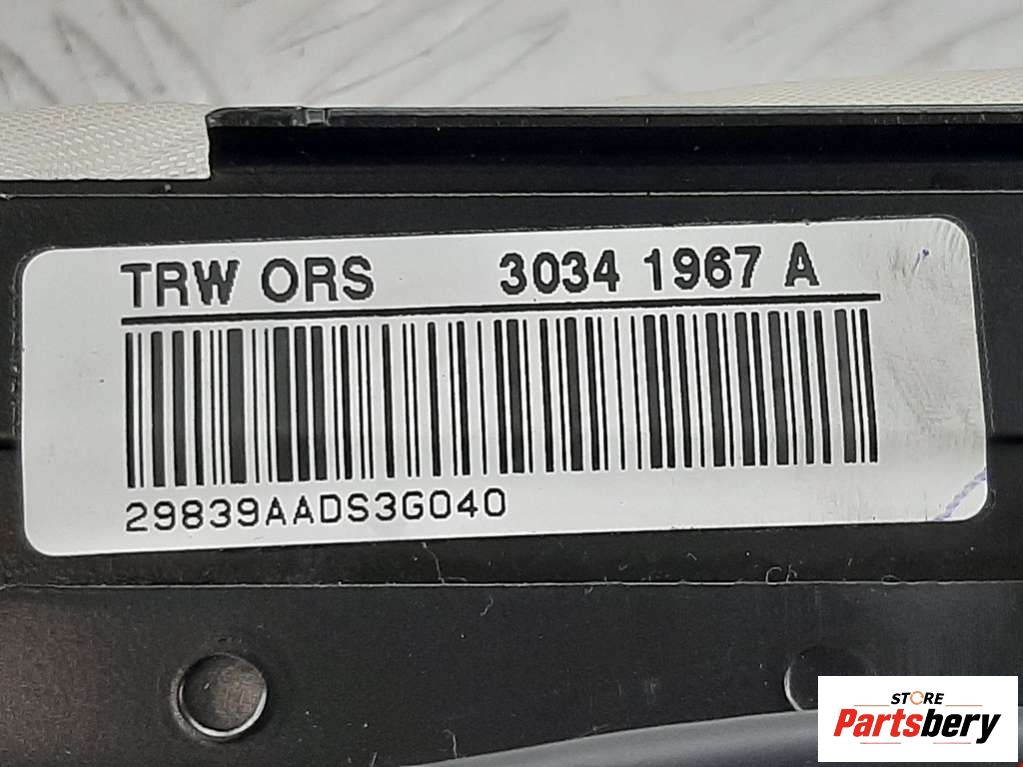 TRW ORS 3034 1967 A
29839AADS3G040
STORE
Partsbery